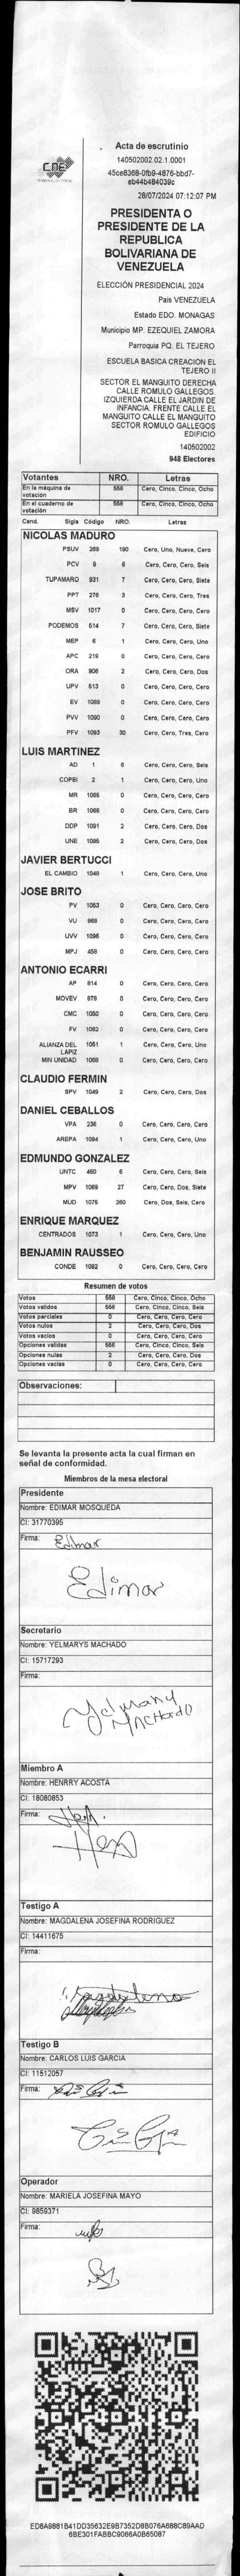 CNE
Acta de escrutinio
140502002.02.1.0001
45ce8368-0fb9-4876-bbd7-
eb44b484039c
28/07/2024 07:12:07 PM
PRESIDENTA O
PRESIDENTE DE LA
REPUBLICA
BOLIVARIANA DE
VENEZUELA
ELECCIÓN PRESIDENCIAL 2024
Pais VENEZUELA
Estado EDO. MONAGAS
Municipio MP. EZEQUIEL ZAMORA
Parroquia PQ. EL TEJERO
ESCUELA BASICA CREACION EL
TEJERO II
SECTOR EL MANGUITO DERECHA
CALLE ROMULO GALLEGOS.
IZQUIERDA CALLE EL JARDIN DE
INFANCIA. FRENTE CALLE EL
MANGUITO CALLE EL MANGUITO
SECTOR ROMULO GALLEGOS
EDIFICIO
140502002
948 Electores
Votantes NRO. Letras
En la máquina de votación 558 Cero, Cinco, Cinco, Ocho
En el cuaderno de votación 558 Cero, Cinco, Cinco, Ocho
Cand. Sigla Código NRO. Letras
NICOLAS MADURO
PSUV 269 190 Cero, Uno, Nueve, Cero
PCV 9 6 Cero, Cero, Cero, Seis
TUPAMARO 931 7 Cero, Cero, Cero, Siete
PPT 278 3 Cero, Cero, Cero, Tres
MSV 1017 0 Cero, Cero, Cero, Cero
PODEMOS 514 7 Cero, Cero, Cero, Siete
MEP 6 1 Cero, Cero, Cero, Uno
APC 219 0 Cero, Cero, Cero, Cero
ORA 906 2 Cero, Cero, Cero, Dos
UPV 513 0 Cero, Cero, Cero, Cero
EV 1089 0 Cero, Cero, Cero, Cero
PVV 1090 0 Cero, Cero, Cero, Cero
PFV 1093 30 Cero, Cero, Tres, Cero
LUIS MARTINEZ
AD 1 6 Cero, Cero, Cero, Seis
COPEI 2 1 Cero, Cero, Cero, Uno
MR 1065 0 Cero, Cero, Cero, Cero
BR 1066 0 Cero, Cero, Cero, Cero
DDP 1091 2 Cero, Cero, Cero, Dos
UNE 1095 2 Cero, Cero, Cero, Dos
JAVIER BERTUCCI
EL CAMBIO 1048 1 Cero, Cero, Cero, Uno
JOSE BRITO
PV 1053 0 Cero, Cero, Cero, Cero
VU 868 0 Cero, Cero, Cero, Cero
UVV 1096 0 Cero, Cero, Cero, Cero
MPJ 458 0 Cero, Cero, Cero, Cero
ANTONIO ECARRI
AP 814 0 Cero, Cero, Cero, Cero
MOVEV 878 0 Cero, Cero, Cero, Cero
CMC 1050 0 Cero, Cero, Cero, Cero
FV 1082 0 Cero, Cero, Cero, Cero
ALIANZA DEL LAPIZ 1051 1 Cero, Cero, Cero, Uno
MIN UNIDAD 1068 0 Cero, Cero, Cero, Cero
CLAUDIO FERMIN
SPV 1049 2 Cero, Cero, Cero, Dos
DANIEL CEBALLOS
VPA 236 0 Cero, Cero, Cero, Cero
AREPA 1094 1 Cero, Cero, Cero, Uno
EDMUNDO GONZALEZ
UNTC 460 6 Cero, Cero, Cero, Seis
MPV 1069 27 Cero, Cero, Dos, Siete
MUD 1075 260 Cero, Dos, Seis, Cero
ENRIQUE MARQUEZ
CENTRADOS 1073 1 Cero, Cero, Cero, Uno
BENJAMIN RAUSSEO
CONDE 1092 0 Cero, Cero, Cero, Cero
Resumen de votos
Votos 558 Cero, Cinco, Cinco, Ocho
Votos validos 556 Cero, Cinco, Cinco, Seis
Votos parciales 0 Cero, Cero, Cero, Cero
Votos nulos 2 Cero, Cero, Cero, Dos
Votos vacios 0 Cero, Cero, Cero, Cero
Opciones validas 556 Cero, Cinco, Cinco, Seis
Opciones nulas 2 Cero, Cero, Cero, Dos
Opciones vacias 0 Cero, Cero, Cero, Cero
Observaciones:
Se levanta la presente acta la cual firman en
señal de conformidad.
Miembros de la mesa electoral
Presidente
Nombre: EDIMAR MOSQUEDA
CI: 31770395
Firma: Edimar
Edimar
Secretario
Nombre: YELMARYS MACHADO
CI: 15717293
Firma:
Yelmary
MACHADO
Miembro A
Nombre: HENRRY ACOSTA
CI: 18080853
Firma:
Testigo A
Nombre: MAGDALENA JOSEFINA RODRIGUEZ
CI: 14411675
Firma:
Magdalena
Testigo B
Nombre: CARLOS LUIS GARCIA
CI: 11512057
Firma:
Operador
Nombre: MARIELA JOSEFINA MAYO
CI: 9859371
Firma:
ED8A9881B41DD35632E9B7352D8B076A688C89AAD
6BE301FABBC9066A0B65087